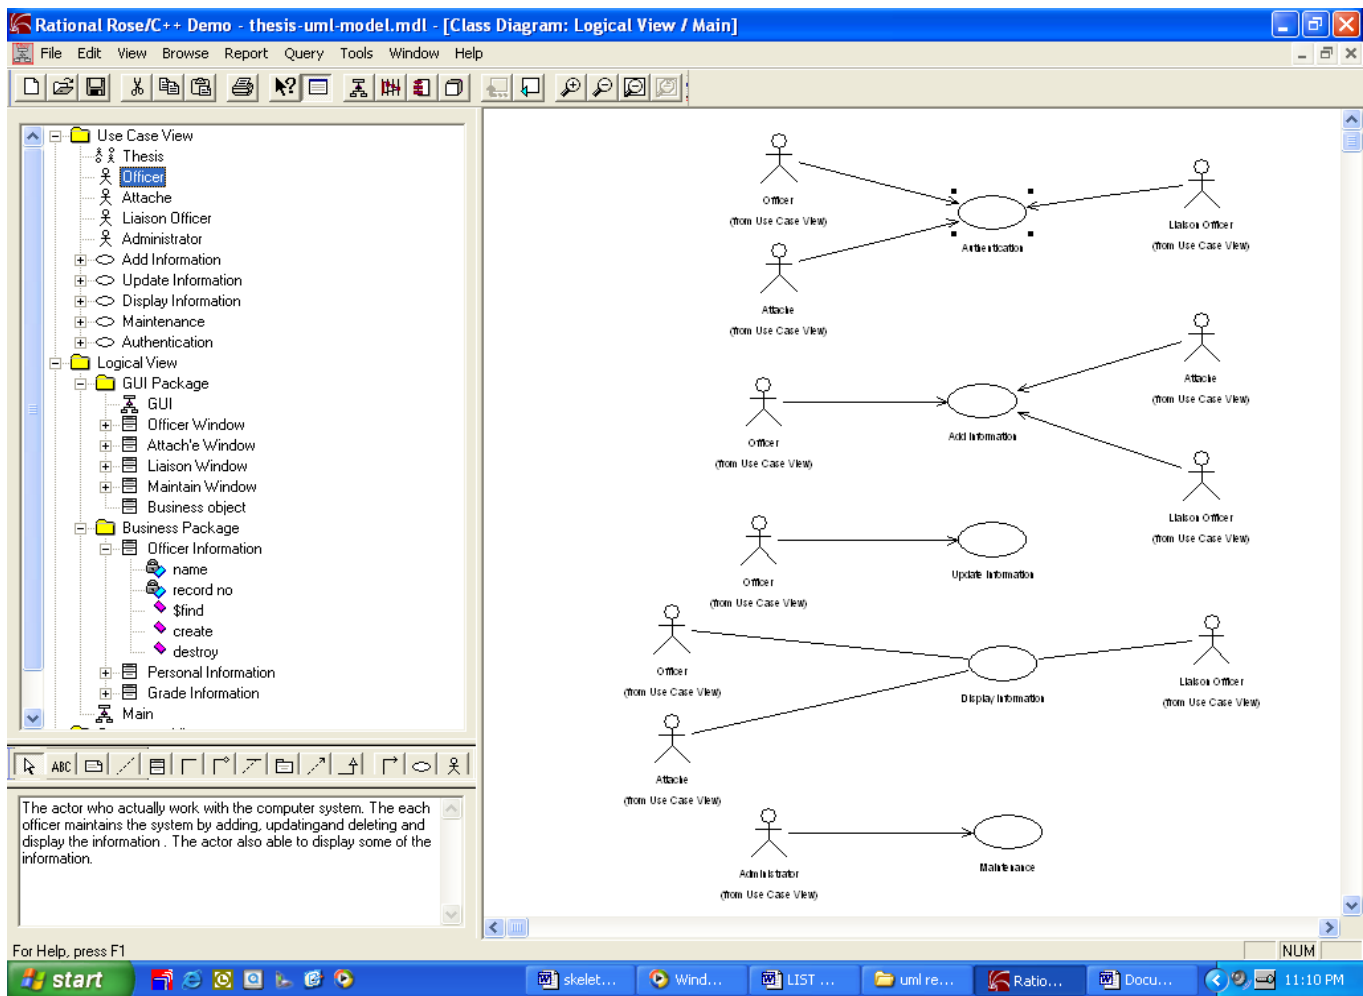 Rational Rose/C++ Demo - thesis-uml-model.mdl - [Class Diagram: Logical View / Main]
File Edit View Browse Report Query Tools Window Help
Use Case View
Thesis
Officer
Attache
Liaison Officer
Administrator
Add Information
Update Information
Display Information
Maintenance
Authentication
Logical View
GUI Package
GUI
Officer Window
Attach'e Window
Liaison Window
Maintain Window
Business object
Business Package
Officer Information
name
record no
$find
create
destroy
Personal Information
Grade Information
Main
ABC
The actor who actually work with the computer system. The each
officer maintains the system by adding, updatingand deleting and
display the information . The actor also able to display some of the
information.
Officer
(from Use Case View)
Authentication
Liaison Officer
(from Use Case View)
Attache
(from Use Case View)
Attache
(from Use Case View)
Officer
(from Use Case View)
Add Information
Liaison Officer
(from Use Case View)
Officer
(from Use Case View)
Update Information
Officer
(from Use Case View)
Display Information
Liaison Officer
(from Use Case View)
Attache
(from Use Case View)
Administrator
(from Use Case View)
Maintenance
For Help, press F1
NUM
start
skelet...
Wind...
LIST ...
uml re...
Ratio...
Docu...
11:10 PM